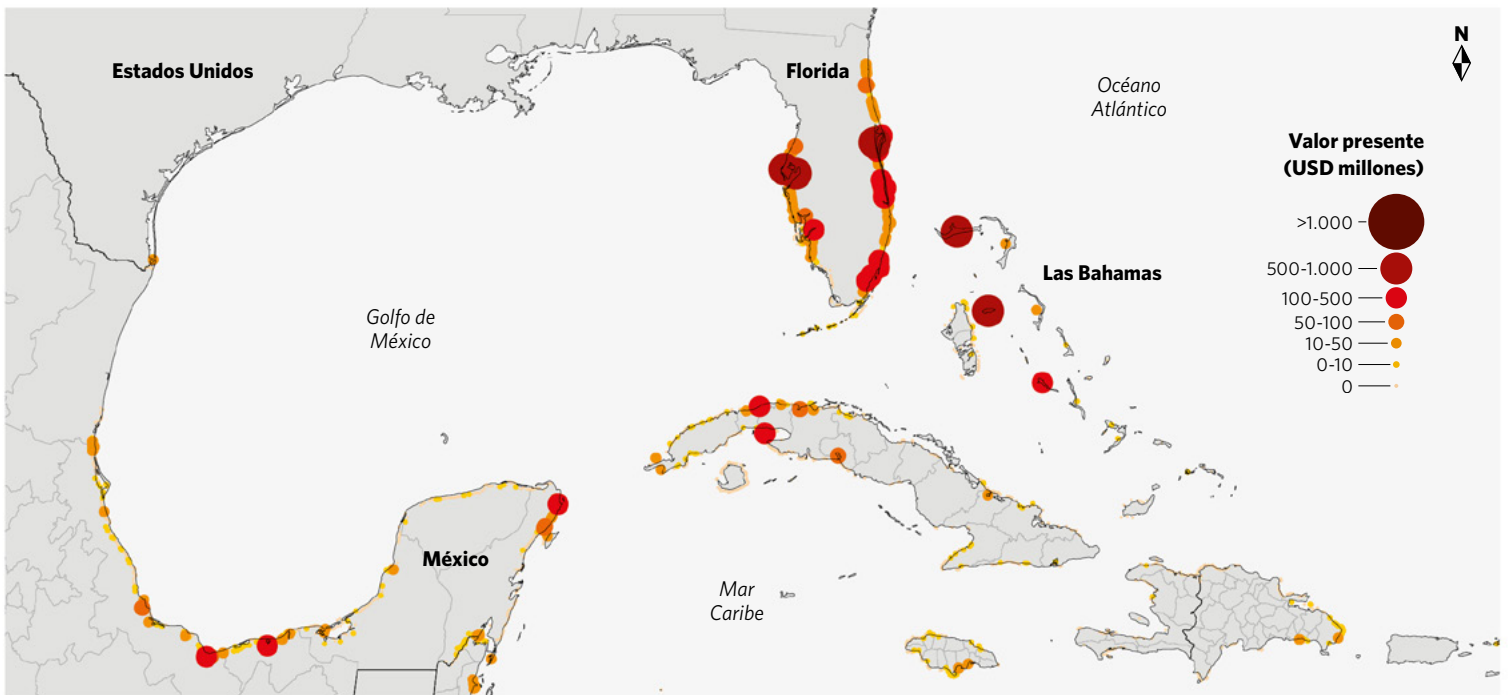 Estados Unidos
Florida
Océano
Atlántico
N
Valor presente
(USD millones)
>1.000
500-1.000
100-500
50-100
10-50
0-10
0
Las Bahamas
Golfo de
México
México
Mar
Caribe